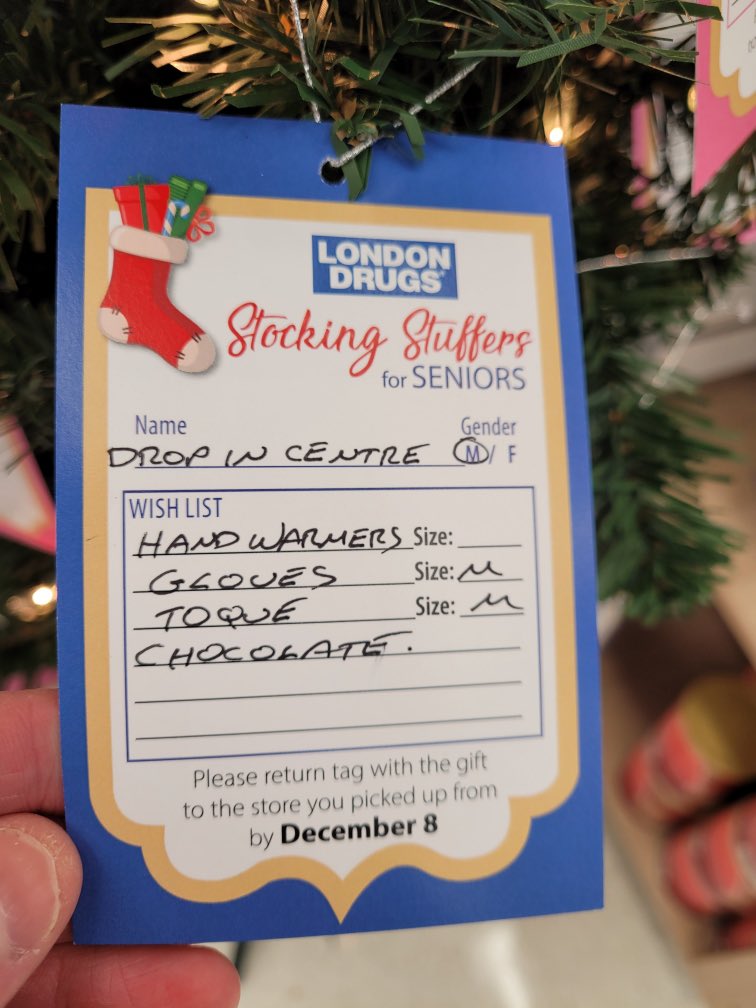 LONDON
DRUGS
Stocking Stuffers
for SENIORS
Name Gender
DROP IN CENTRE M / F
WISH LIST
HAND WARMERS Size:
GLOVES Size: M
TOQUE Size: M
CHOCOLATE.
Please return tag with the gift
to the store you picked up from
by December 8